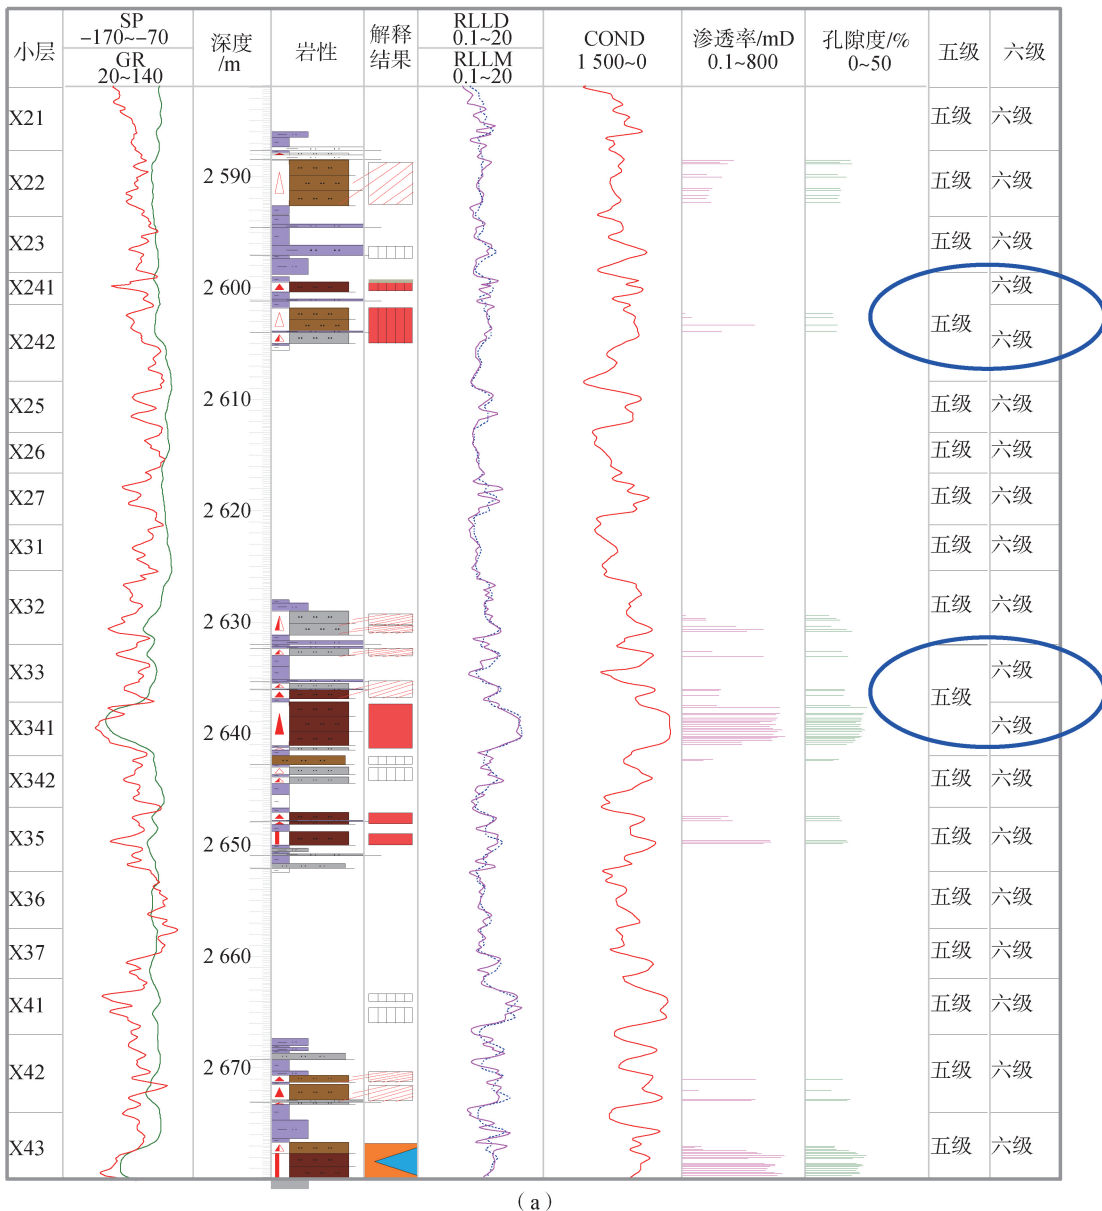 小层
SP
-170~-70
GR
20~140
深度
/m
岩性
解释
结果
RLLD
0.1~20
RLLM
0.1~20
COND
1 500~0
渗透率/mD
0.1~800
孔隙度/%
0~50
五级
六级
X21
五级 六级
X22
2 590
五级 六级
X23
五级 六级
X241
2 600
六级
五级
X242
六级
2 610
X25
五级 六级
X26
五级 六级
X27
五级 六级
2 620
X31
五级 六级
X32
五级 六级
2 630
X33
六级
五级
X341
六级
2 640
X342
五级 六级
X35
五级 六级
2 650
X36
五级 六级
X37
五级 六级
2 660
X41
五级 六级
X42
2 670
五级 六级
X43
五级 六级
(a)